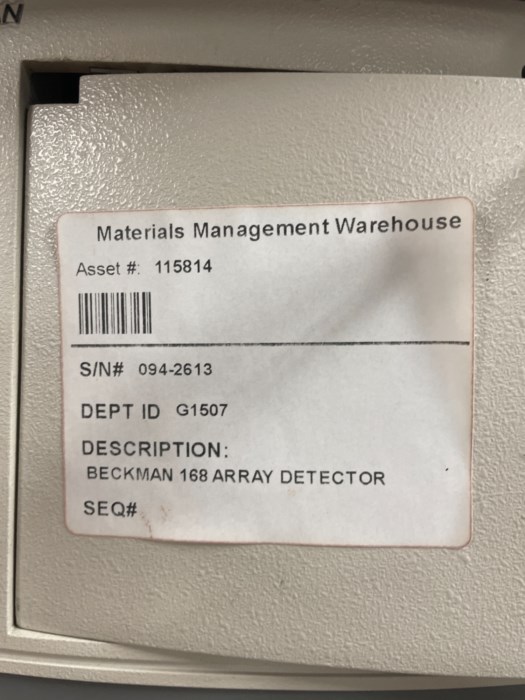 N
Materials Management Warehouse
Asset #: 115814
S/N# 094-2613
DEPT ID G1507
DESCRIPTION:
BECKMAN 168 ARRAY DETECTOR
SEQ#